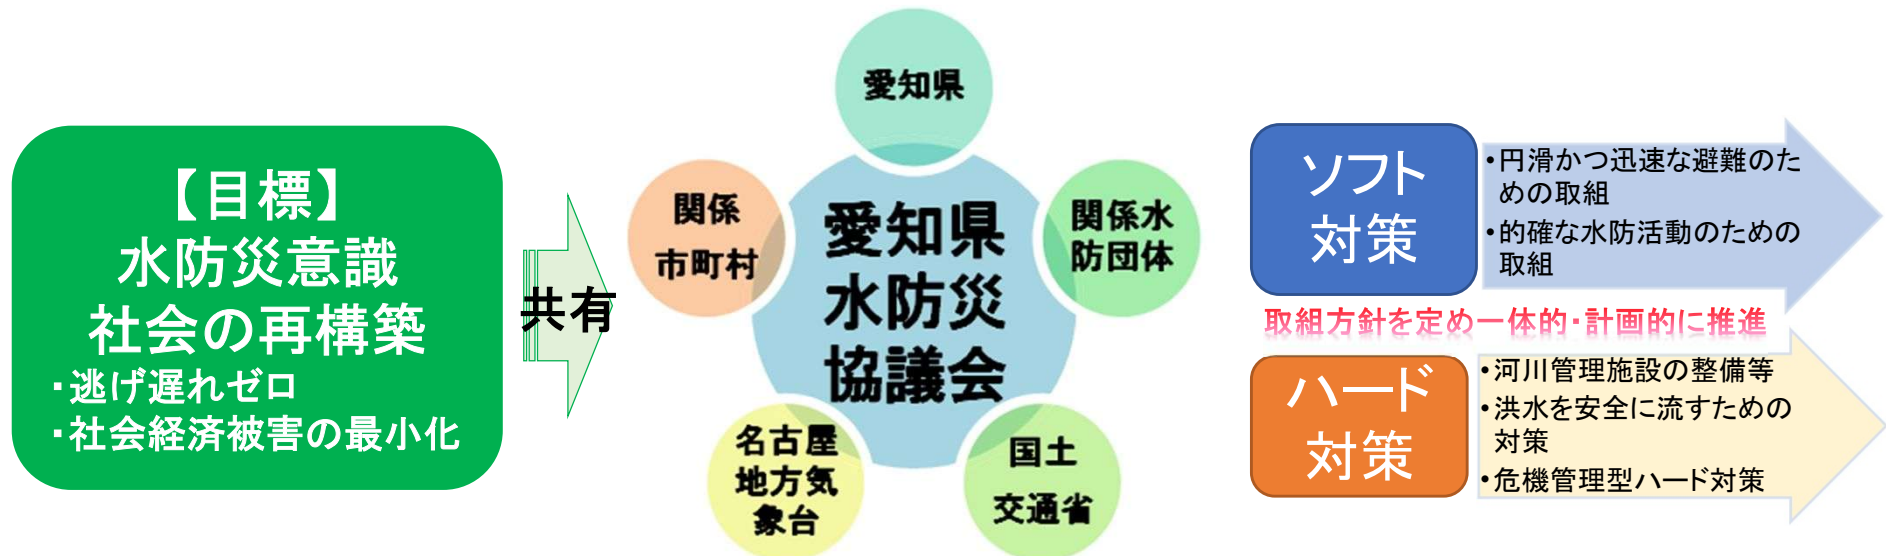 【目標】
水防災意識
社会の再構築
・逃げ遅れゼロ
・社会経済被害の最小化
共有
愛知県
関係
市町村
愛知県
水防災
協議会
関係水
防団体
名古屋
地方気
象台
国土
交通省
ソフト
対策
•円滑かつ迅速な避難のた
めの取組
•的確な水防活動のための
取組
取組方針を定め一体的・計画的に推進
ハード
対策
•河川管理施設の整備等
•洪水を安全に流すための
対策
•危機管理型ハード対策